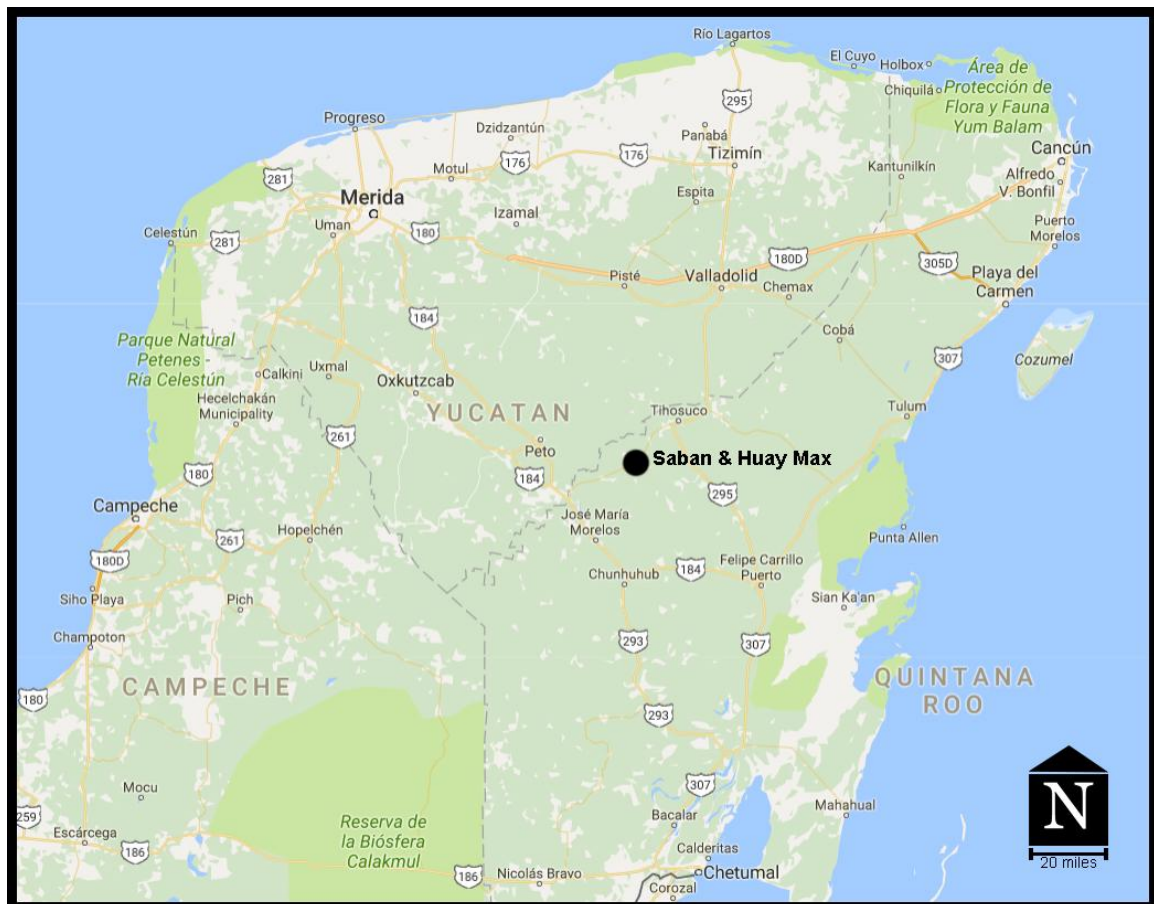 Río Lagartos
El Cuyo
Holbox
Área de
Protección de
Flora y Fauna
Yum Balam
Chiquilá
295
Progreso
Dzidzantún
Panabá
Cancún
176
176
Tizimín
Motul
Kantunilkín
Alfredo
V. Bonfil
281
Merida
Espita
Izamal
Puerto
Morelos
Celestún
281
Uman
180
180D
305D
Pisté
Valladolid
Chemax
Playa del
Carmen
184
Cobá
Parque Natural
Petenes -
Ría Celestún
Uxmal
307
Cozumel
Calkini
Oxkutzcab
Hecelchakán
Municipality
YUCATAN
Tihosuco
Tulum
261
Peto
Saban & Huay Max
180
184
295
Campeche
José María
Morelos
Hopelchén
261
Punta Allen
180D
Felipe Carrillo
Puerto
Chunhuhub
184
Siho Playa
Pich
Sian Ka'an
Champoton
293
307
CAMPECHE
QUINTANA
ROO
180
293
Mocu
307
N
20 miles
259
Reserva de
la Biósfera
Calakmul
Bacalar
Mahahual
Escárcega
186
Calderitas
186
Nicolás Bravo
Chetumal
Corozal